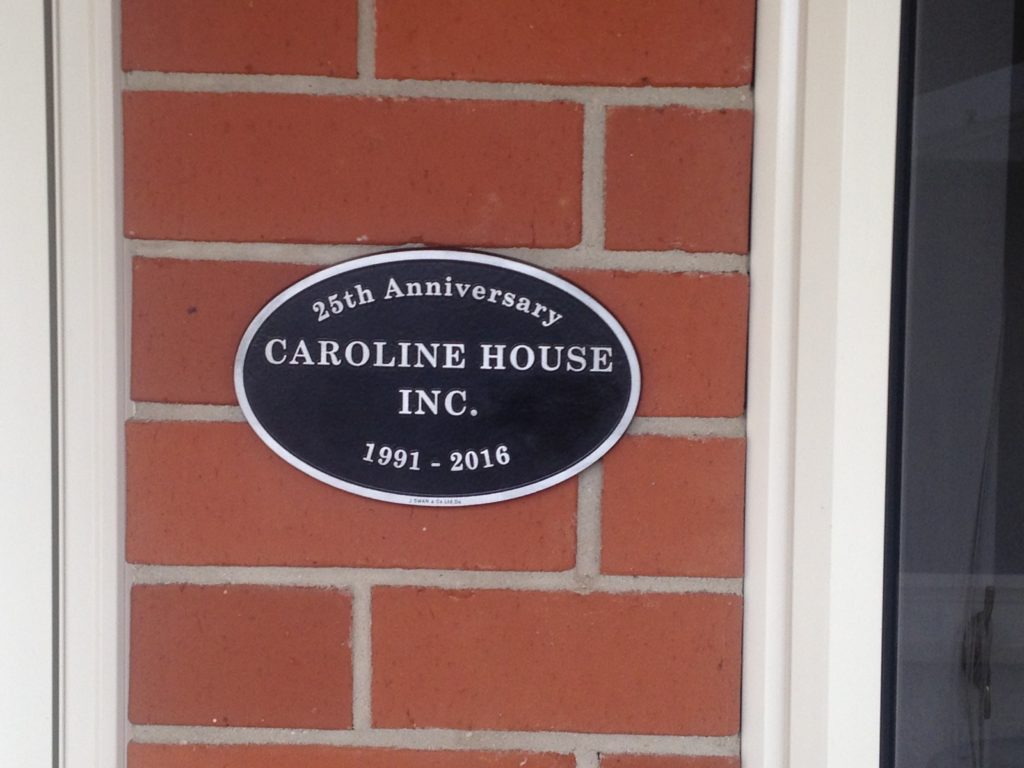 25th Anniversary
CAROLINE HOUSE
INC.
1991 - 2016